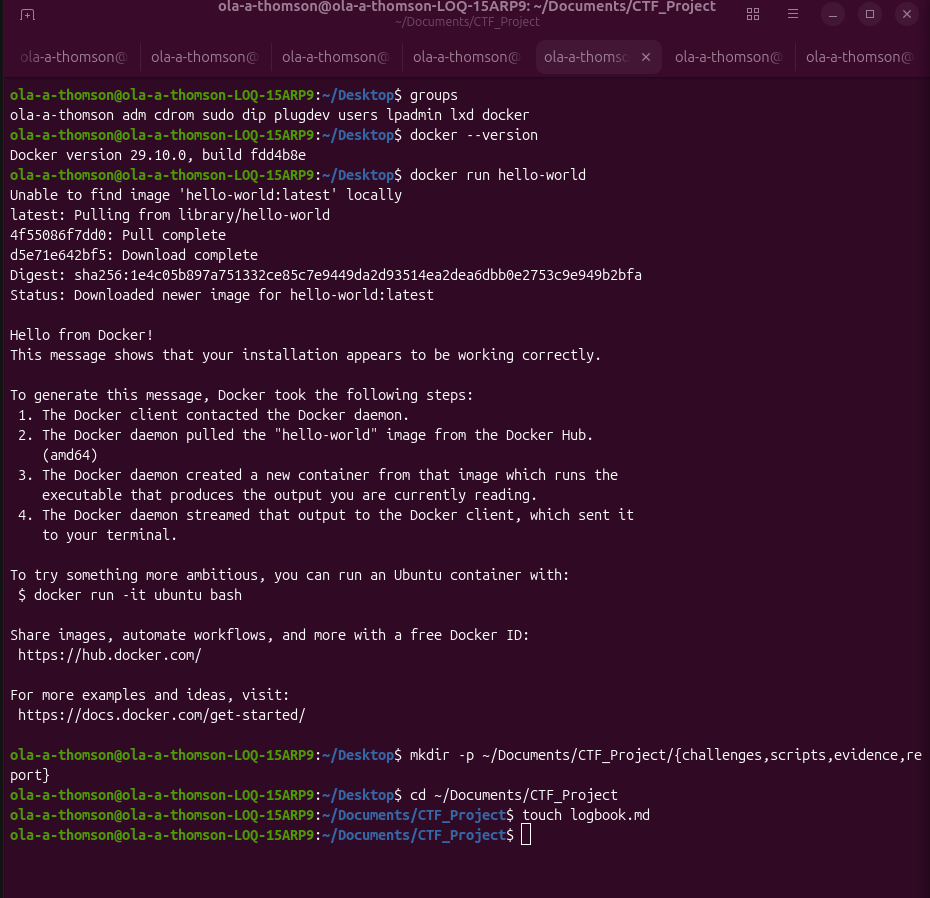 ola-a-thomson@ola-a-thomson-LOQ-15ARP9: ~/Documents/CTF_Project
~/Documents/CTF_Project
ola-a-thomson@ ola-a-thomson@ ola-a-thomson@ ola-a-thomson@ ola-a-thomso ola-a-thomson@ ola-a-thomson@
ola-a-thomson@ola-a-thomson-LOQ-15ARP9:~/Desktop$ groups
ola-a-thomson adm cdrom sudo dip plugdev users lpadmin lxd docker
ola-a-thomson@ola-a-thomson-LOQ-15ARP9:~/Desktop$ docker --version
Docker version 29.10.0, build fdd4b8e
ola-a-thomson@ola-a-thomson-LOQ-15ARP9:~/Desktop$ docker run hello-world
Unable to find image 'hello-world:latest' locally
latest: Pulling from library/hello-world
4f55086f7dd0: Pull complete
d5e71e642bf5: Download complete
Digest: sha256:1e4c05b897a751332ce85c7e9449da2d93514ea2dea6dbb0e2753c9e949b2bfa
Status: Downloaded newer image for hello-world:latest
Hello from Docker!
This message shows that your installation appears to be working correctly.
To generate this message, Docker took the following steps:
1. The Docker client contacted the Docker daemon.
2. The Docker daemon pulled the "hello-world" image from the Docker Hub.
(amd64)
3. The Docker daemon created a new container from that image which runs the
executable that produces the output you are currently reading.
4. The Docker daemon streamed that output to the Docker client, which sent it
to your terminal.
To try something more ambitious, you can run an Ubuntu container with:
$ docker run -it ubuntu bash
Share images, automate workflows, and more with a free Docker ID:
https://hub.docker.com/
For more examples and ideas, visit:
https://docs.docker.com/get-started/
ola-a-thomson@ola-a-thomson-LOQ-15ARP9:~/Desktop$ mkdir -p ~/Documents/CTF_Project/{challenges,scripts,evidence,re
port}
ola-a-thomson@ola-a-thomson-LOQ-15ARP9:~/Desktop$ cd ~/Documents/CTF_Project
ola-a-thomson@ola-a-thomson-LOQ-15ARP9:~/Documents/CTF_Project$ touch logbook.md
ola-a-thomson@ola-a-thomson-LOQ-15ARP9:~/Documents/CTF_Project$